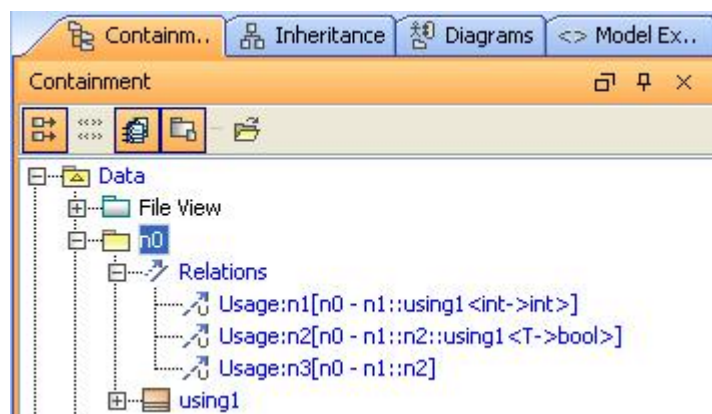 Containm.. Inheritance Diagrams <> Model Ex..
Containment
Data
File View
n0
Relations
Usage:n1[n0 - n1::using1<int->int>]
Usage:n2[n0 - n1::n2::using1<T->bool>]
Usage:n3[n0 - n1::n2]
using1